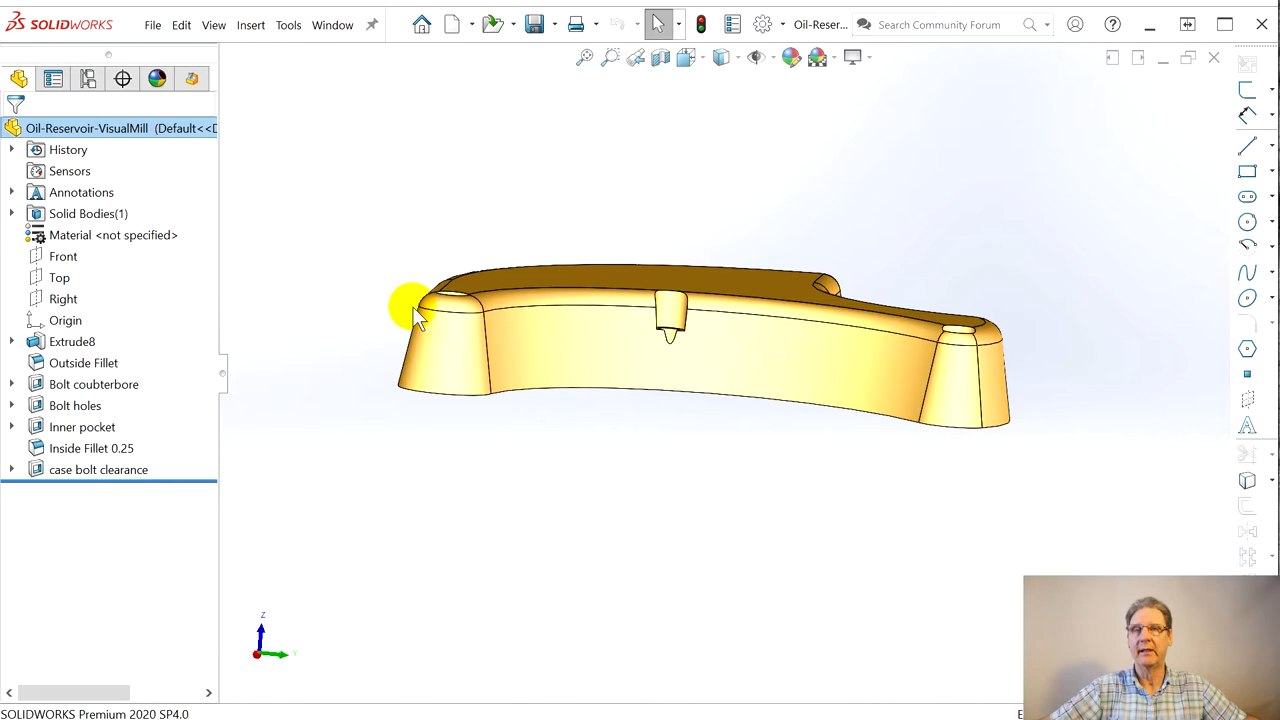 SOLIDWORKS File Edit View Insert Tools Window Oil-Reser... Search Community Forum
Oil-Reservoir-VisualMill (Default<<D
History
Sensors
Annotations
Solid Bodies(1)
Material <not specified>
Front
Top
Right
Origin
Extrude8
Outside Fillet
Bolt coubterbore
Bolt holes
Inner pocket
Inside Fillet 0.25
case bolt clearance
Z
Y
SOLIDWORKS Premium 2020 SP4.0
E